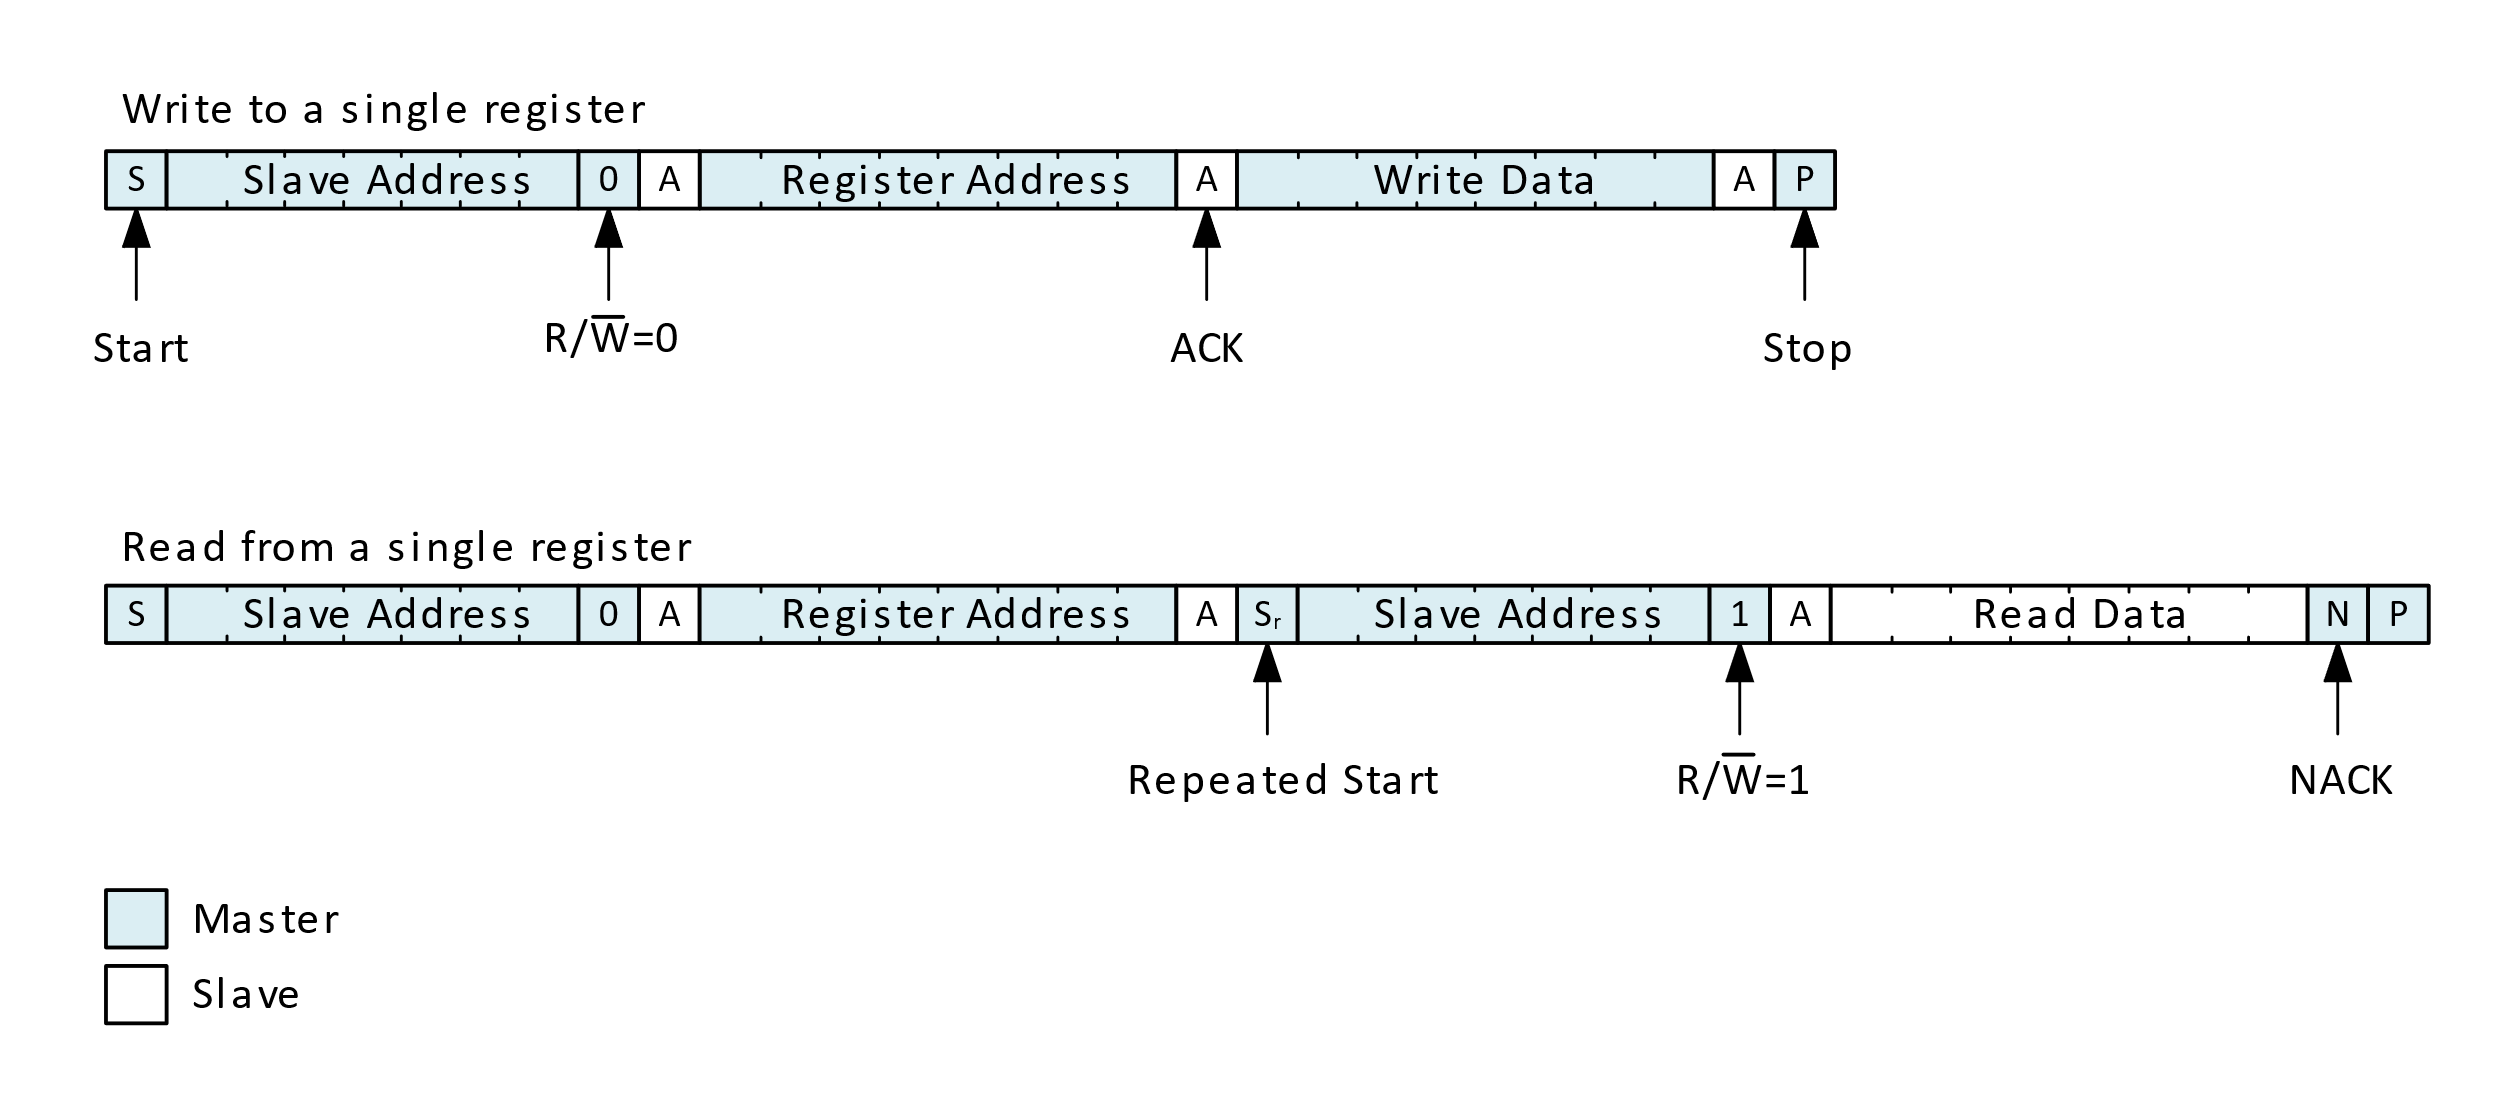 Write to a single register
S Slave Address 0 A Register Address A Write Data A P
Start R/W̅=0 ACK Stop
Read from a single register
S Slave Address 0 A Register Address A Sr Slave Address 1 A Read Data N P
Repeated Start R/W̅=1 NACK
Master
Slave